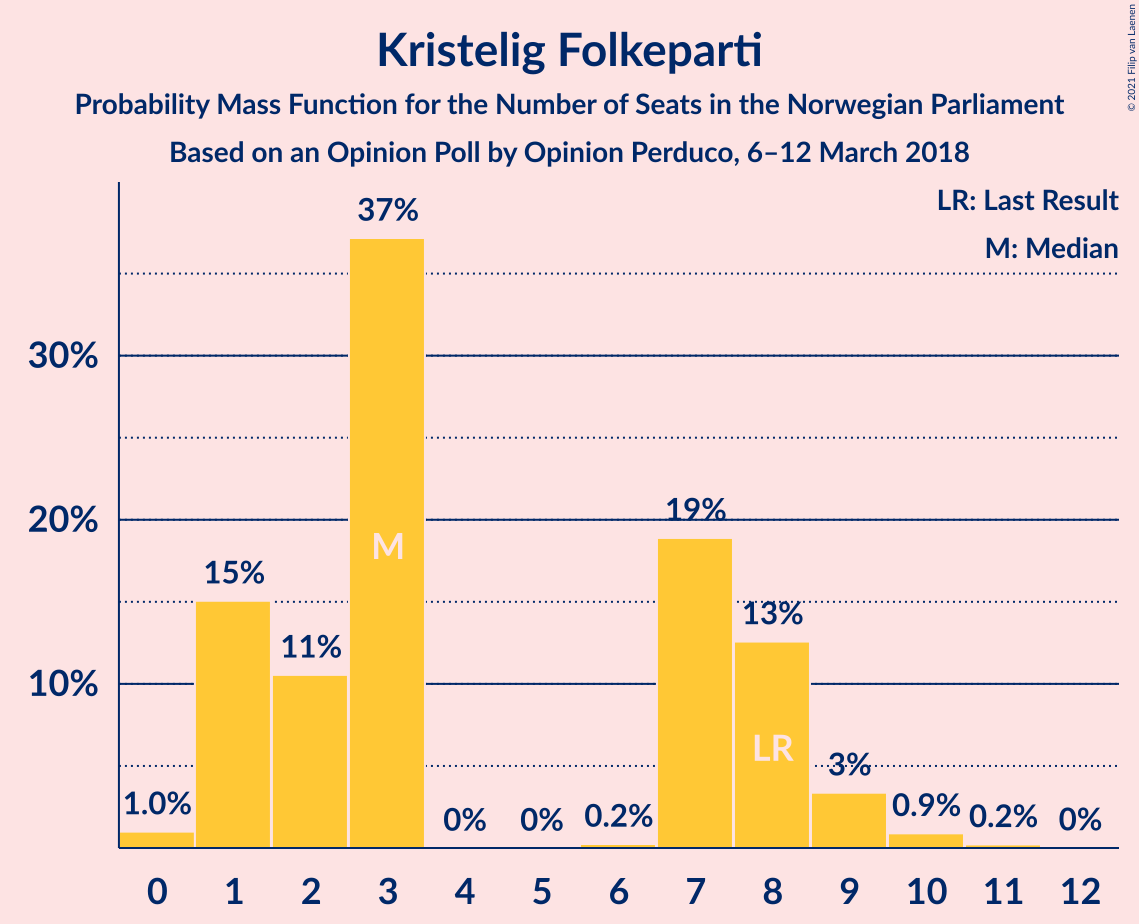 Kristelig Folkeparti
Probability Mass Function for the Number of Seats in the Norwegian Parliament
Based on an Opinion Poll by Opinion Perduco, 6–12 March 2018
© 2021 Filip van Laenen
LR: Last Result
M: Median
37%
30%
20%
19%
M
15%
13%
11%
10%
LR
3%
1.0%
0%
0%
0.2%
0.9%
0.2%
0%
0 1 2 3 4 5 6 7 8 9 10 11 12